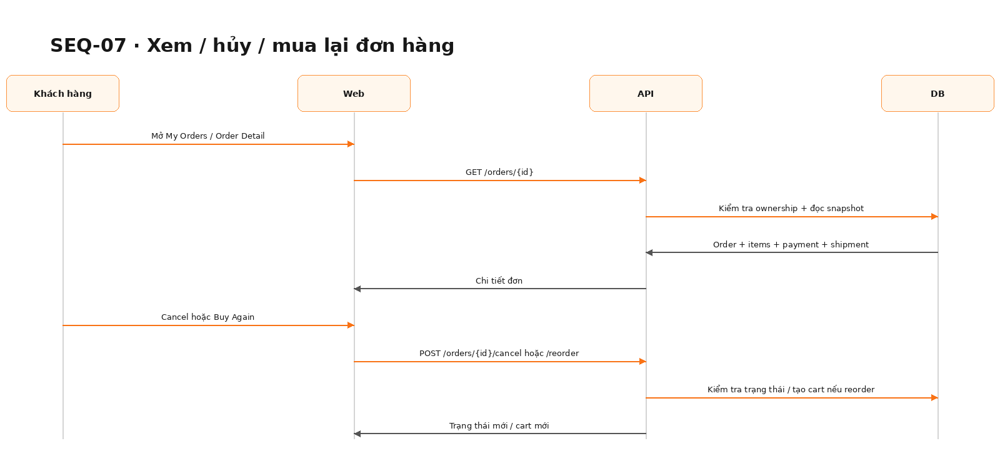 SEQ-07 · Xem / hủy / mua lại đơn hàng
Khách hàng
Web
API
DB
Mở My Orders / Order Detail
GET /orders/{id}
Kiểm tra ownership + đọc snapshot
Order + items + payment + shipment
Chi tiết đơn
Cancel hoặc Buy Again
POST /orders/{id}/cancel hoặc /reorder
Kiểm tra trạng thái / tạo cart nếu reorder
Trạng thái mới / cart mới